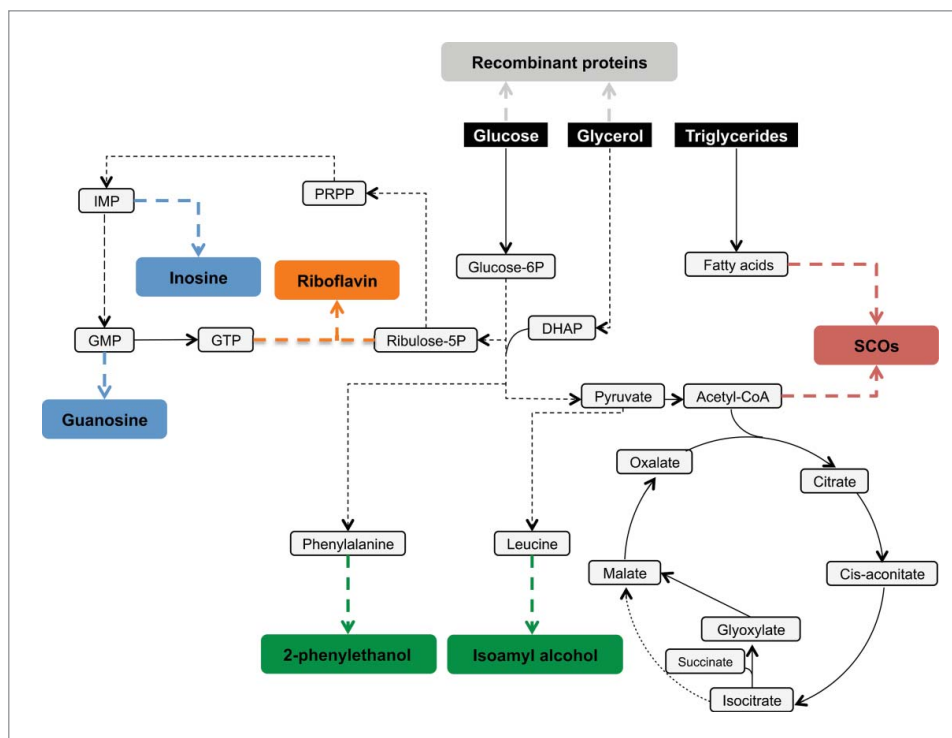 Recombinant proteins
Glucose
Glycerol
Triglycerides
IMP
PRPP
Inosine
Riboflavin
Glucose-6P
Fatty acids
GMP
GTP
Ribulose-5P
DHAP
SCOs
Guanosine
Pyruvate
Acetyl-CoA
Oxalate
Citrate
Phenylalanine
Leucine
Malate
Cis-aconitate
Glyoxylate
2-phenylethanol
Isoamyl alcohol
Succinate
Isocitrate